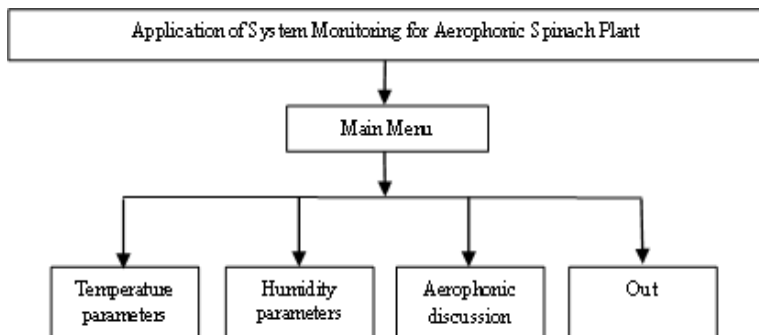 Application of System Monitoring for Aerophonic Spinach Plant
Main Menu
Temperature
parameters
Humidity
parameters
Aerophonic
discussion
Out